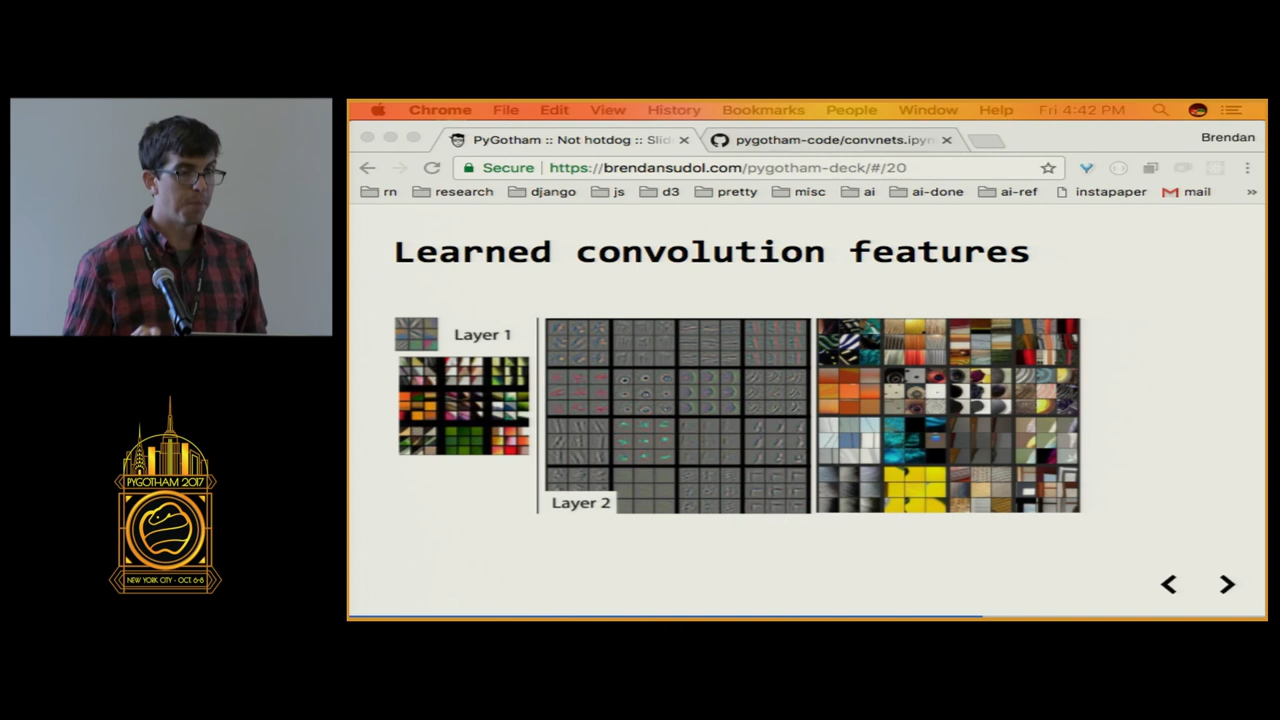 Chrome File Edit View History Bookmarks People Window Help Fri 4:42 PM
PyGotham :: Not hotdog :: Slid
pygotham-code/convnets.ipyn
Brendan
Secure
https://brendansudol.com/pygotham-deck/#/20
rn research django js d3 pretty misc ai ai-done ai-ref instapaper mail »
Learned convolution features
Layer 1
Layer 2
PYGOTHAM 2017
NEW YORK CITY - OCT. 6-8